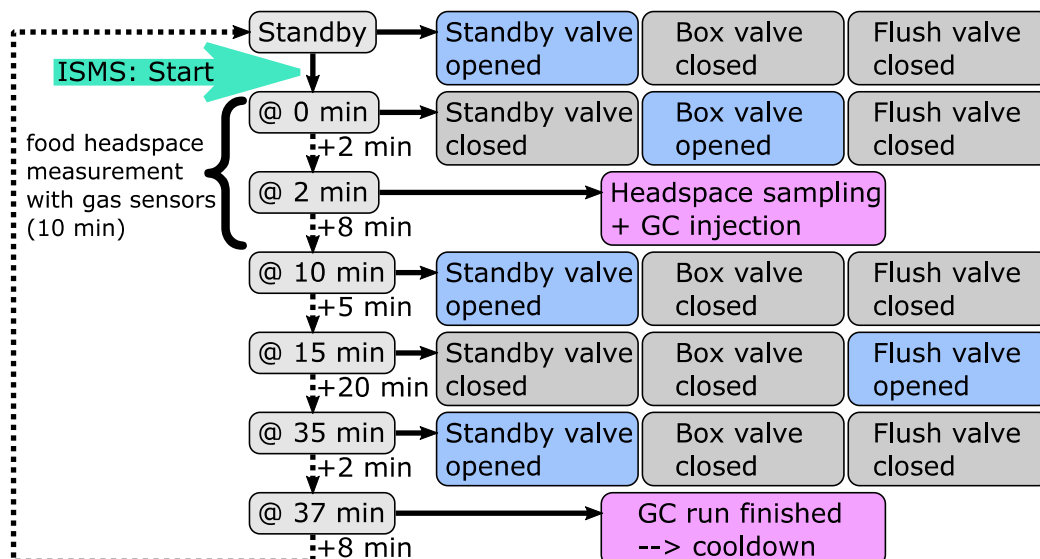 Standby
Standby valve
opened
Box valve
closed
Flush valve
closed
ISMS: Start
@ 0 min
Standby valve
closed
Box valve
opened
Flush valve
closed
+2 min
food headspace
measurement
with gas sensors
(10 min)
@ 2 min
Headspace sampling
+ GC injection
+8 min
@ 10 min
Standby valve
opened
Box valve
closed
Flush valve
closed
+5 min
@ 15 min
Standby valve
closed
Box valve
closed
Flush valve
opened
+20 min
@ 35 min
Standby valve
opened
Box valve
closed
Flush valve
closed
+2 min
@ 37 min
GC run finished
--> cooldown
+8 min